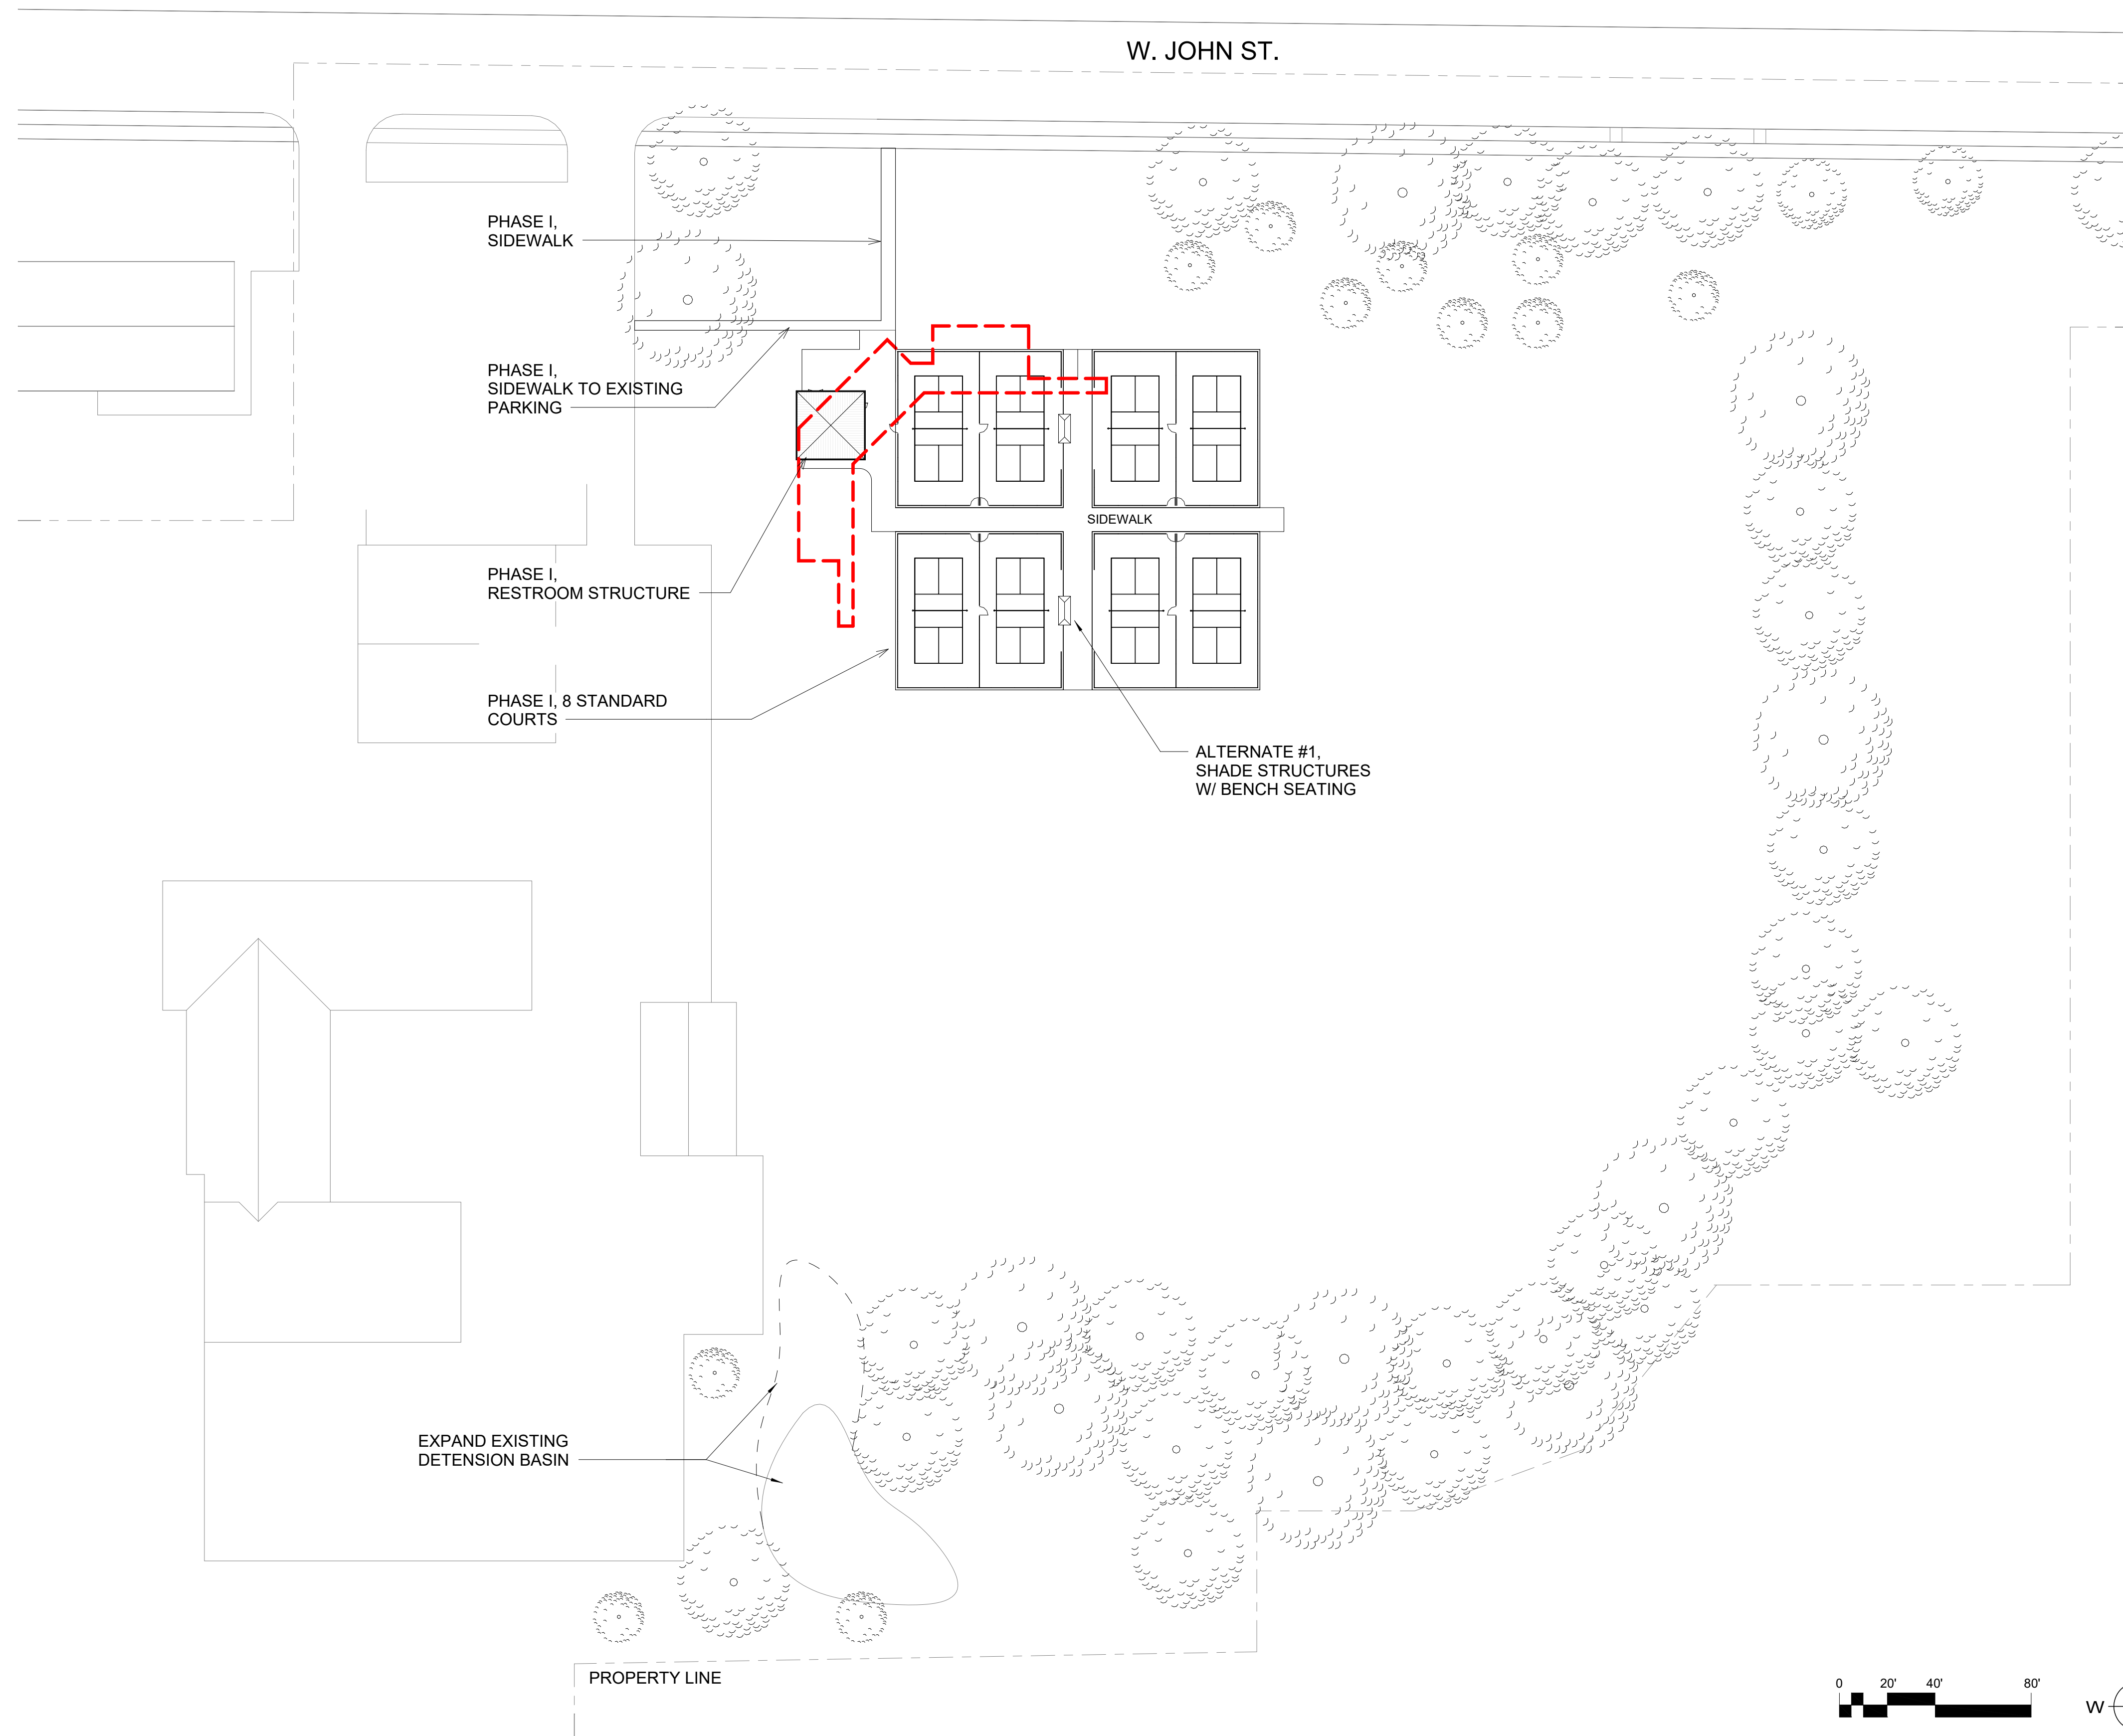 W. JOHN ST.
PHASE I,
SIDEWALK
PHASE I,
SIDEWALK TO EXISTING
PARKING
SIDEWALK
PHASE I,
RESTROOM STRUCTURE
PHASE I, 8 STANDARD
COURTS
ALTERNATE #1,
SHADE STRUCTURES
W/ BENCH SEATING
EXPAND EXISTING
DETENSION BASIN
PROPERTY LINE
0 20' 40' 80'
W